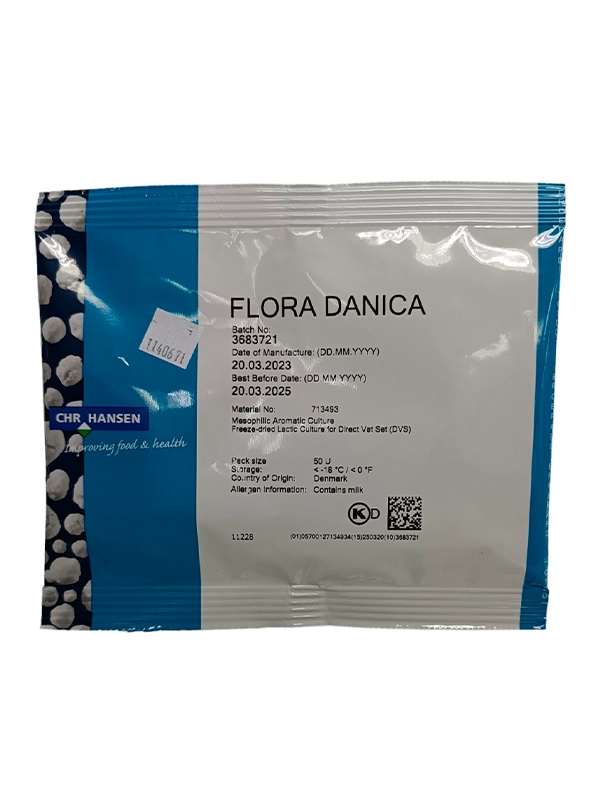 FLORA DANICA
Batch No:
3683721
Date of Manufacture: (DD.MM.YYYY)
20.03.2023
Best Before Date: (DD.MM.YYYY)
20.03.2025
Material No: 713493
Mesophilic Aromatic Culture
Freeze-dried Lactic Culture for Direct Vat Set (DVS)
Pack size 50 U
Storage: < -18 °C / < 0 °F
Country of Origin: Denmark
Allergen Information: Contains milk
K D
11228 (01)05700127134934(15)250320(10)3683721
1140671
CHR HANSEN
Improving food & health